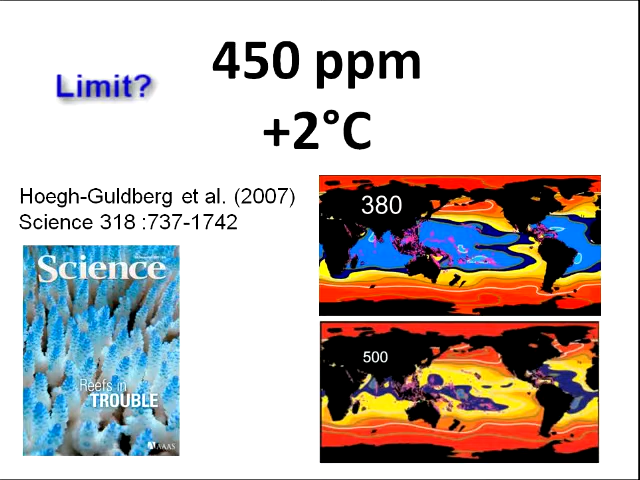 450 ppm
Limit?
+2°C
Hoegh-Guldberg et al. (2007)
Science 318 :737-1742
380
Science
500
Reefs in
TROUBLE
AAAS